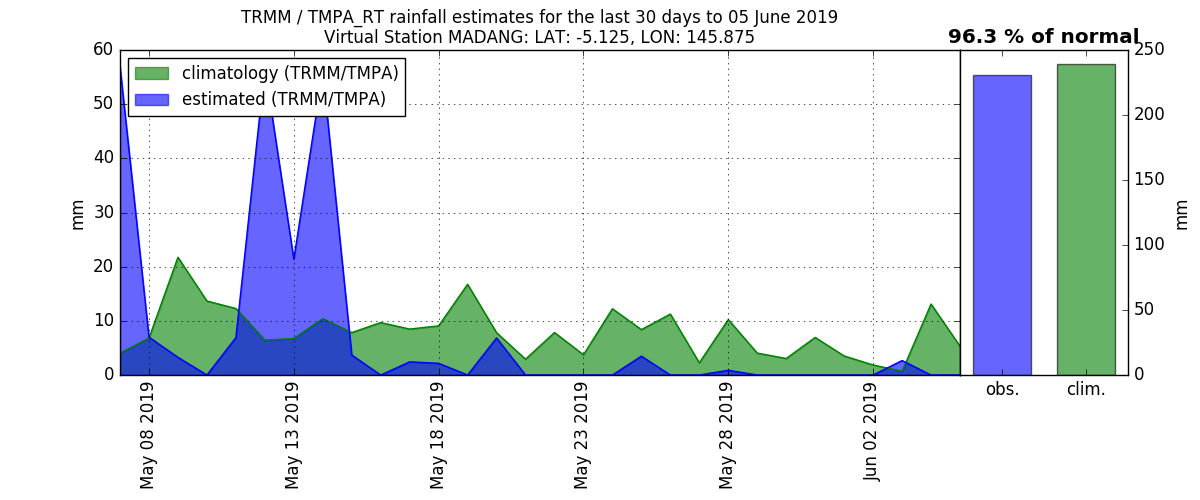 TRMM / TMPA_RT rainfall estimates for the last 30 days to 05 June 2019
Virtual Station MADANG: LAT: -5.125, LON: 145.875
96.3 % of normal
climatology (TRMM/TMPA)
estimated (TRMM/TMPA)
60
50
40
30
20
10
0
mm
May 08 2019
May 13 2019
May 18 2019
May 23 2019
May 28 2019
Jun 02 2019
obs.
clim.
250
200
150
100
50
0
mm